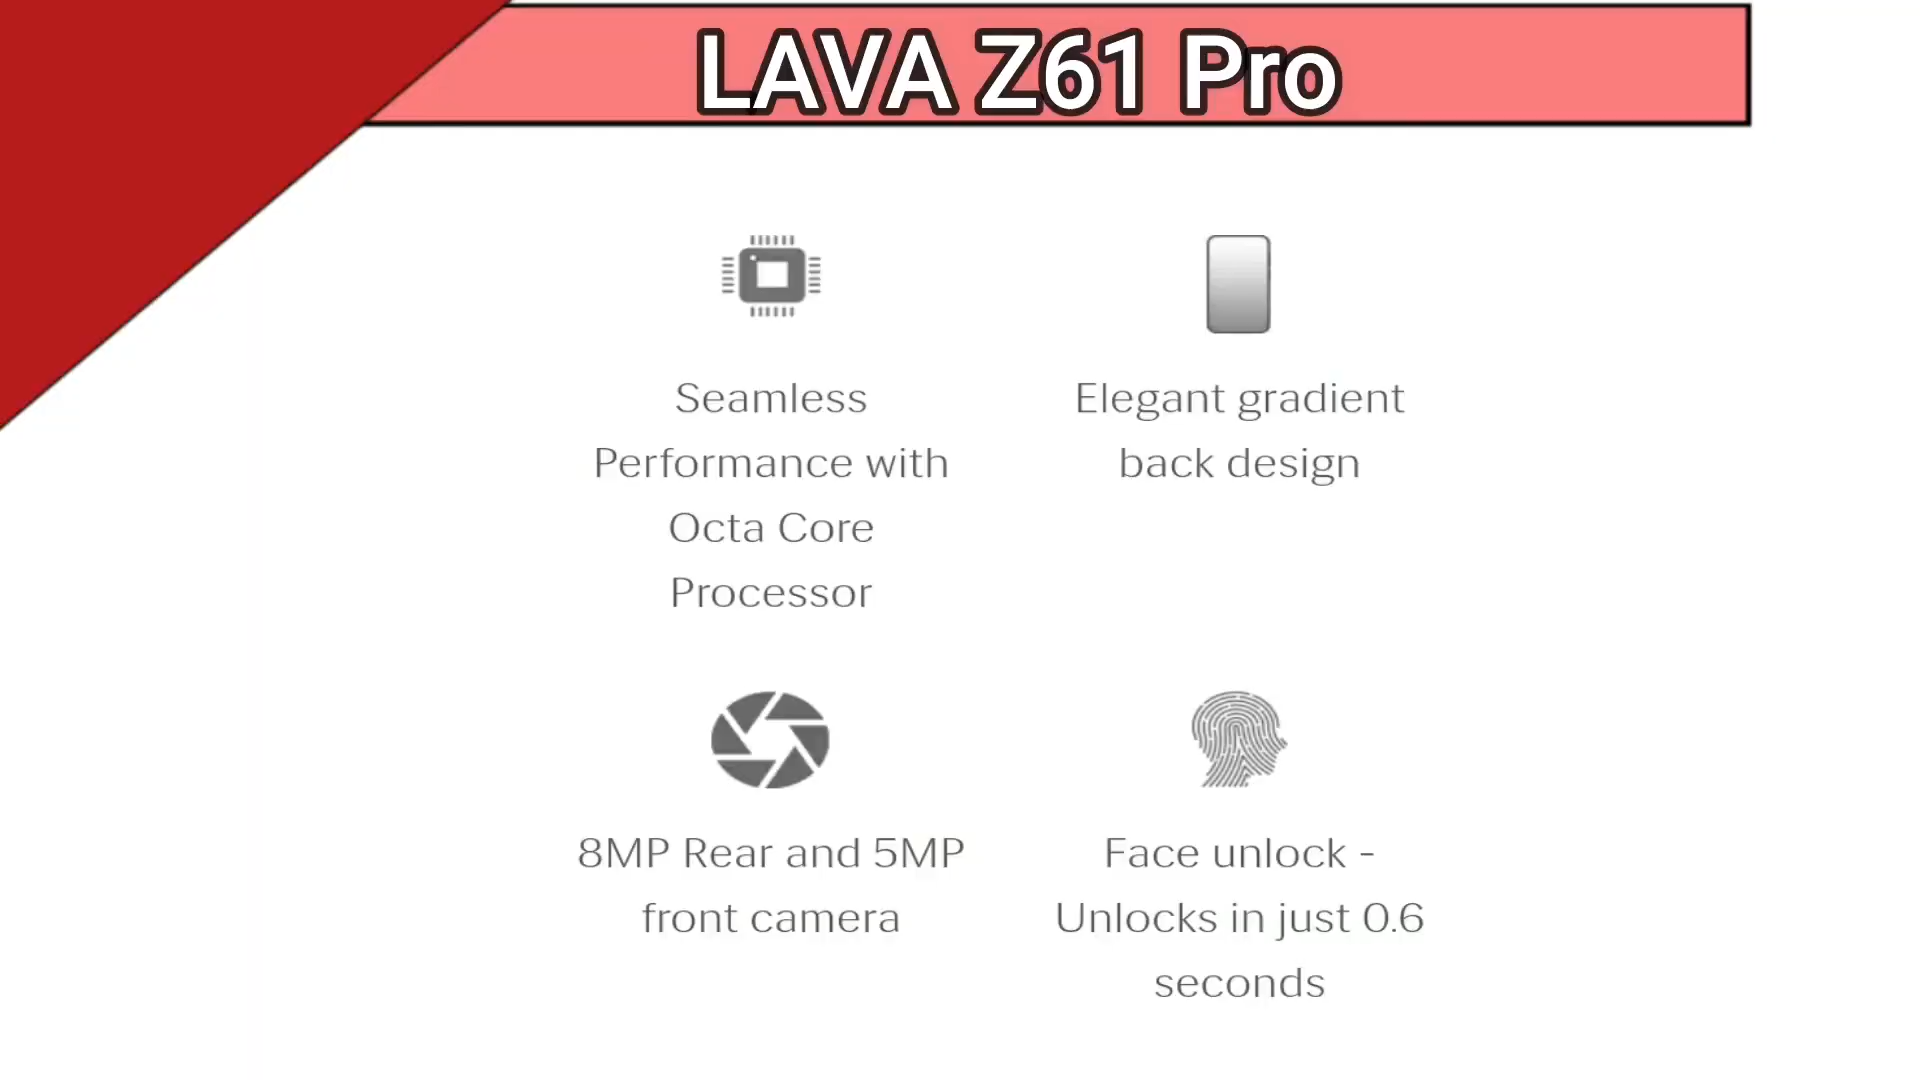 LAVA Z61 Pro
Seamless
Performance with
Octa Core
Processor
Elegant gradient
back design
8MP Rear and 5MP
front camera
Face unlock -
Unlocks in just 0.6
seconds